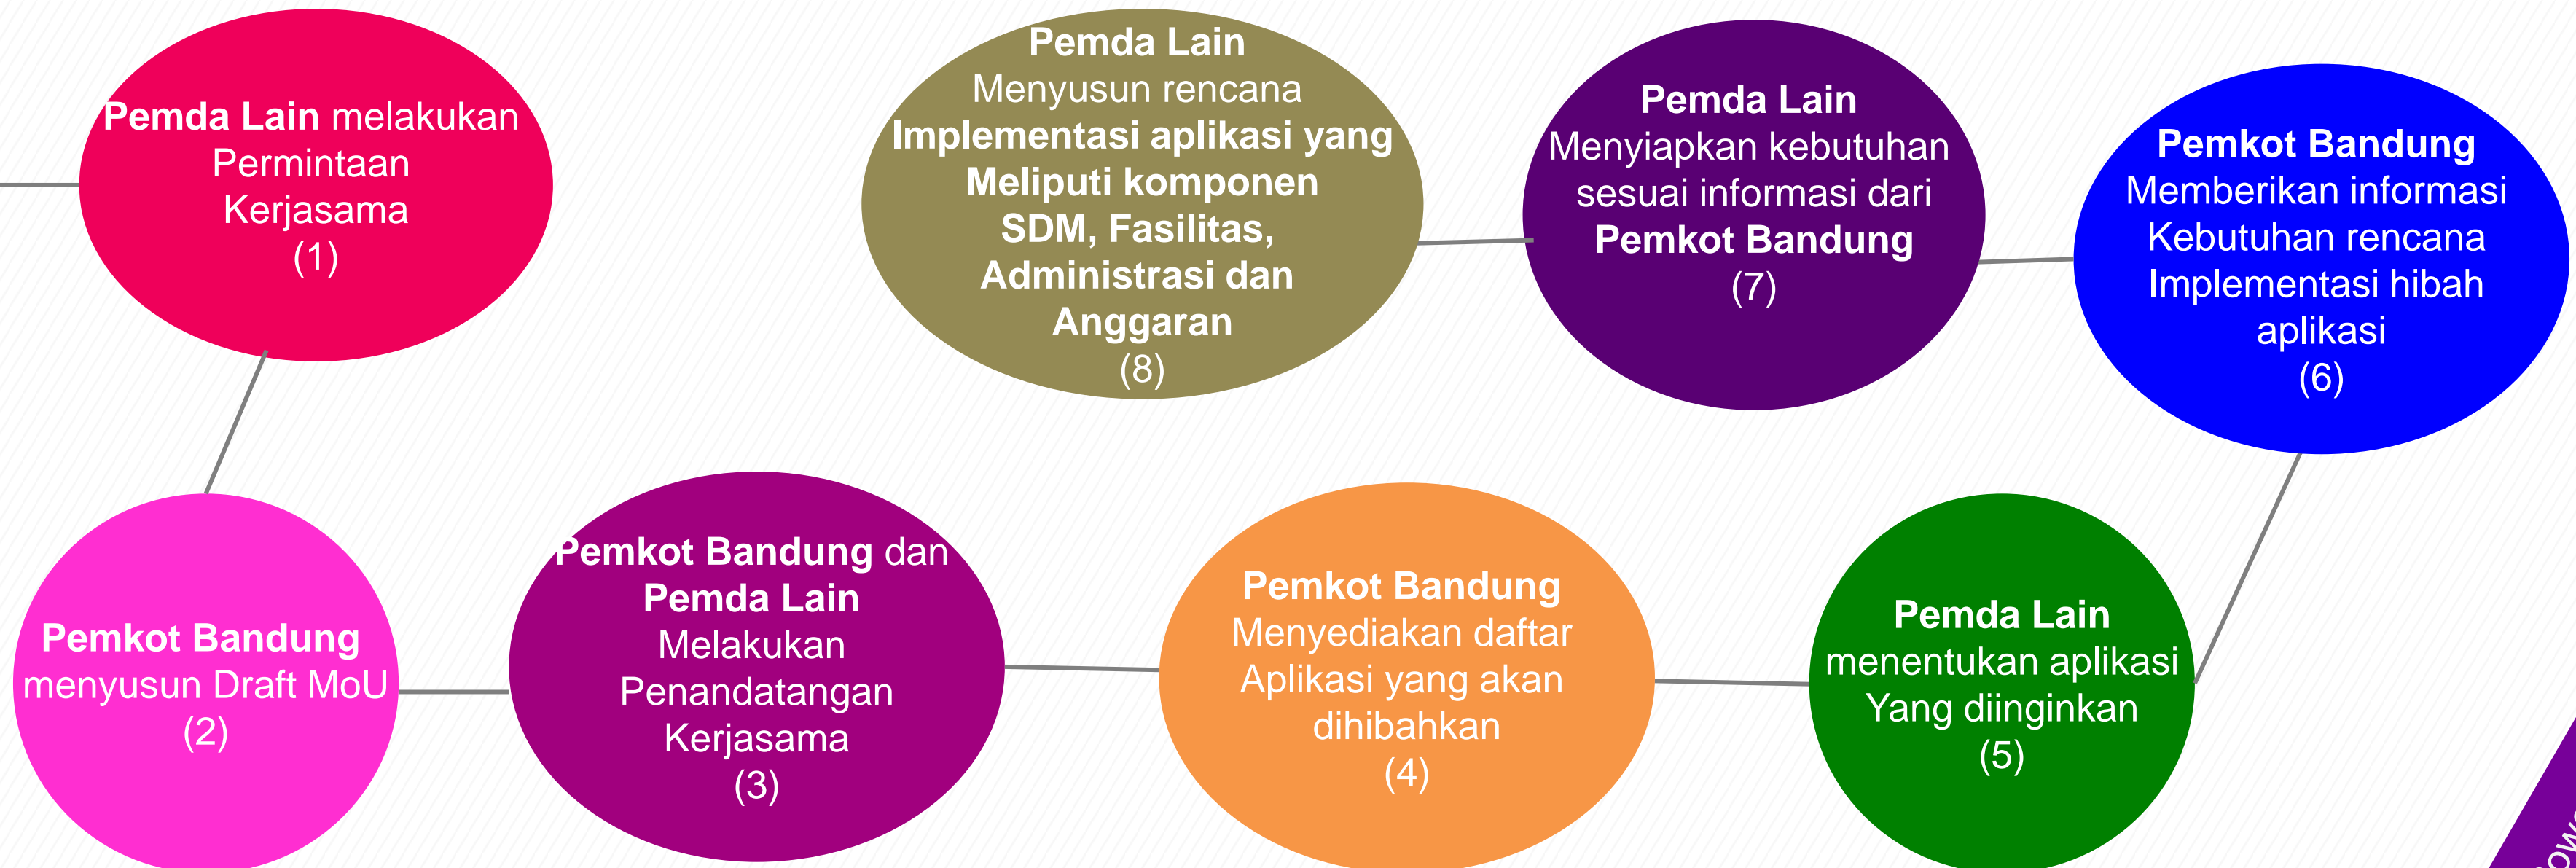 Pemda Lain melakukan
Permintaan
Kerjasama
(1)
Pemkot Bandung
menyusun Draft MoU
(2)
Pemkot Bandung dan
Pemda Lain
Melakukan
Penandatangan
Kerjasama
(3)
Pemkot Bandung
Menyediakan daftar
Aplikasi yang akan
dihibahkan
(4)
Pemda Lain
menentukan aplikasi
Yang diinginkan
(5)
Pemkot Bandung
Memberikan informasi
Kebutuhan rencana
Implementasi hibah
aplikasi
(6)
Pemda Lain
Menyiapkan kebutuhan
sesuai informasi dari
Pemkot Bandung
(7)
Pemda Lain
Menyusun rencana
Implementasi aplikasi yang
Meliputi komponen
SDM, Fasilitas,
Administrasi dan
Anggaran
(8)